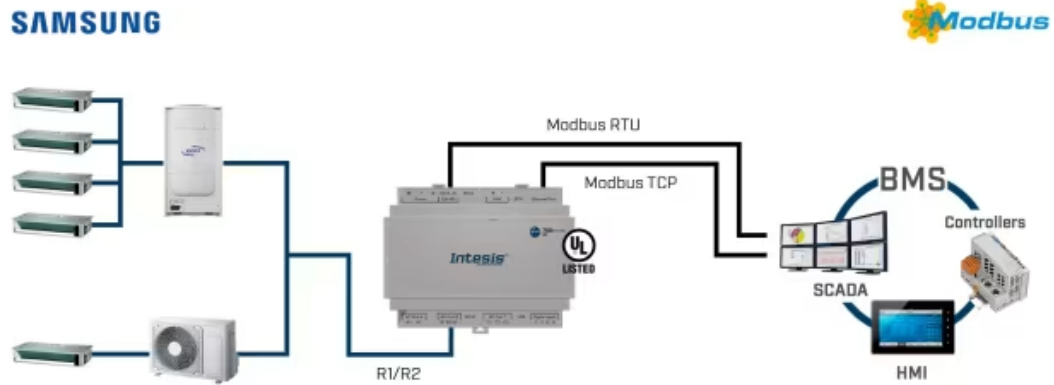 SAMSUNG
Modbus
Modbus RTU
Modbus TCP
BMS
Controllers
Intesis
UL
LISTED
SCADA
HMI
R1/R2